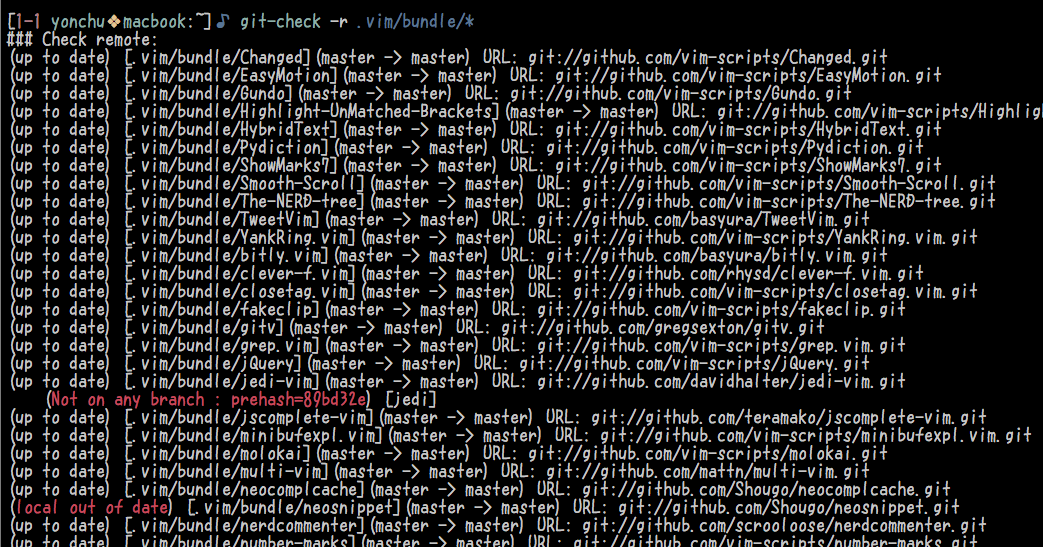 [1-1 yonchu❖macbook:~]♪ git-check -r .vim/bundle/*
### Check remote:
(up to date) [.vim/bundle/Changed](master -> master) URL: git://github.com/vim-scripts/Changed.git
(up to date) [.vim/bundle/EasyMotion](master -> master) URL: git://github.com/vim-scripts/EasyMotion.git
(up to date) [.vim/bundle/Gundo](master -> master) URL: git://github.com/vim-scripts/Gundo.git
(up to date) [.vim/bundle/Highlight-UnMatched-Brackets](master -> master) URL: git://github.com/vim-scripts/Highlig
(up to date) [.vim/bundle/HybridText](master -> master) URL: git://github.com/vim-scripts/HybridText.git
(up to date) [.vim/bundle/Pydiction](master -> master) URL: git://github.com/vim-scripts/Pydiction.git
(up to date) [.vim/bundle/ShowMarks7](master -> master) URL: git://github.com/vim-scripts/ShowMarks7.git
(up to date) [.vim/bundle/Smooth-Scroll](master -> master) URL: git://github.com/vim-scripts/Smooth-Scroll.git
(up to date) [.vim/bundle/The-NERD-tree](master -> master) URL: git://github.com/vim-scripts/The-NERD-tree.git
(up to date) [.vim/bundle/TweetVim](master -> master) URL: git://github.com/basyura/TweetVim.git
(up to date) [.vim/bundle/YankRing.vim](master -> master) URL: git://github.com/vim-scripts/YankRing.vim.git
(up to date) [.vim/bundle/bitly.vim](master -> master) URL: git://github.com/basyura/bitly.vim.git
(up to date) [.vim/bundle/clever-f.vim](master -> master) URL: git://github.com/rhysd/clever-f.vim.git
(up to date) [.vim/bundle/closetag.vim](master -> master) URL: git://github.com/vim-scripts/closetag.vim.git
(up to date) [.vim/bundle/fakeclip](master -> master) URL: git://github.com/vim-scripts/fakeclip.git
(up to date) [.vim/bundle/gitv](master -> master) URL: git://github.com/gregsexton/gitv.git
(up to date) [.vim/bundle/grep.vim](master -> master) URL: git://github.com/vim-scripts/grep.vim.git
(up to date) [.vim/bundle/jQuery](master -> master) URL: git://github.com/vim-scripts/jQuery.git
(up to date) [.vim/bundle/jedi-vim](master -> master) URL: git://github.com/davidhalter/jedi-vim.git
(Not on any branch : prehash=89bd32e) [jedi]
(up to date) [.vim/bundle/jscomplete-vim](master -> master) URL: git://github.com/teramako/jscomplete-vim.git
(up to date) [.vim/bundle/minibufexpl.vim](master -> master) URL: git://github.com/vim-scripts/minibufexpl.vim.git
(up to date) [.vim/bundle/molokai](master -> master) URL: git://github.com/vim-scripts/molokai.git
(up to date) [.vim/bundle/multi-vim](master -> master) URL: git://github.com/mattn/multi-vim.git
(up to date) [.vim/bundle/neocomplcache](master -> master) URL: git://github.com/Shougo/neocomplcache.git
(local out of date) [.vim/bundle/neosnippet](master -> master) URL: git://github.com/Shougo/neosnippet.git
(up to date) [.vim/bundle/nerdcommenter](master -> master) URL: git://github.com/scrooloose/nerdcommenter.git
(up to date) [.vim/bundle/number-marks](master -> master) URL: git://github.com/vim-scripts/number-marks.git